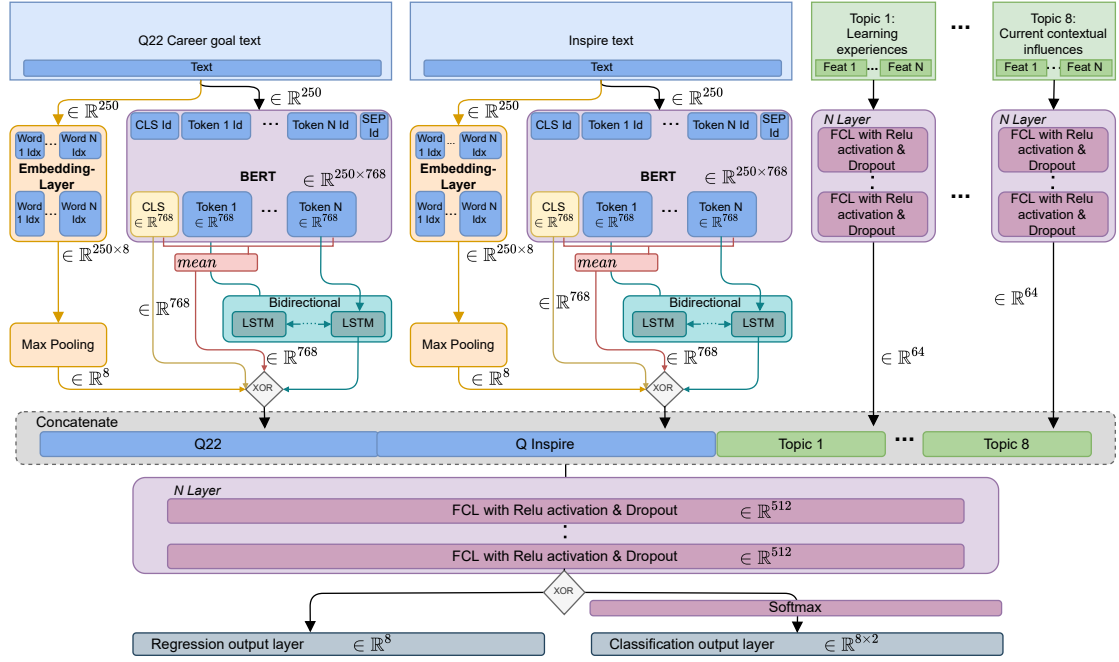 Q22 Career goal text
Text
∈ ℝ^250
∈ ℝ^250
Word 1 Idx
...
Word N Idx
Embedding-Layer
Word 1 Idx
...
Word N Idx
CLS Id
Token 1 Id
...
Token N Id
SEP Id
BERT
∈ ℝ^250×768
CLS ∈ ℝ^768
Token 1 ∈ ℝ^768
...
Token N ∈ ℝ^768
∈ ℝ^250×8
mean
∈ ℝ^768
Bidirectional
LSTM
LSTM
Max Pooling
∈ ℝ^8
∈ ℝ^768
XOR
Inspire text
Text
∈ ℝ^250
∈ ℝ^250
Word 1 Idx
...
Word N Idx
Embedding-Layer
Word 1 Idx
...
Word N Idx
CLS Id
Token 1 Id
...
Token N Id
SEP Id
BERT
∈ ℝ^250×768
CLS ∈ ℝ^768
Token 1 ∈ ℝ^768
...
Token N ∈ ℝ^768
∈ ℝ^250×8
mean
∈ ℝ^768
Bidirectional
LSTM
LSTM
Max Pooling
∈ ℝ^8
∈ ℝ^768
XOR
Topic 1:
Learning
experiences
Feat 1 ... Feat N
...
Topic 8:
Current contextual
influences
Feat 1 ... Feat N
N Layer
FCL with Relu
activation &
Dropout
FCL with Relu
activation &
Dropout
∈ ℝ^64
...
N Layer
FCL with Relu
activation &
Dropout
FCL with Relu
activation &
Dropout
∈ ℝ^64
Concatenate
Q22
Q Inspire
Topic 1
...
Topic 8
N Layer
FCL with Relu activation & Dropout ∈ ℝ^512
FCL with Relu activation & Dropout ∈ ℝ^512
XOR
Softmax
Regression output layer ∈ ℝ^8
Classification output layer ∈ ℝ^8×2